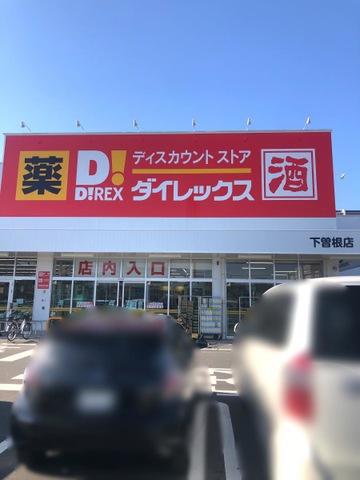 薬
D!
D!REX
ディスカウント ストア
ダイレックス
酒
下曽根店
店内入口